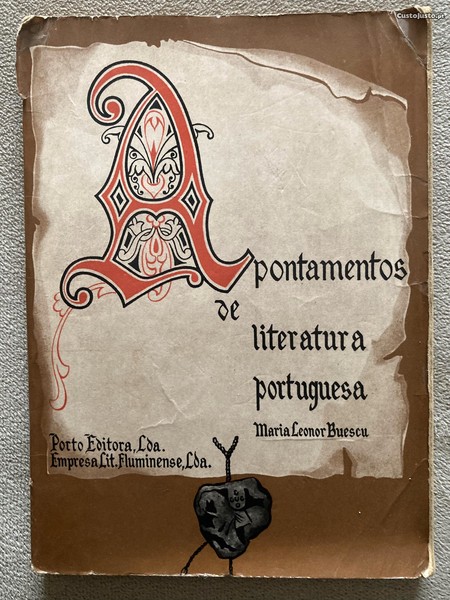 CustoJusto.pt
Apontamentos
de
literatura
portuguesa
Maria Leonor Buescu
Porto Editora, Lda.
Empresa Lit. Fluminense, Lda.